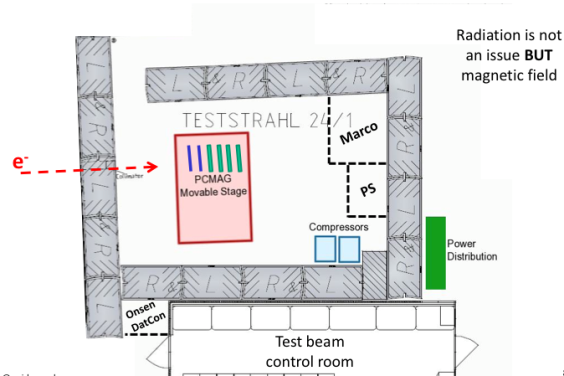 Radiation is not
an issue BUT
magnetic field
L
L
R
L
R
TESTSTRAHL 24/1
Marco
e-
Collimator
PCMAG
Movable Stage
PS
R
L
R
L
R
L
L
Compressors
Power
Distribution
R
L
R
L
R
L
Onsen
DatCon
Test beam
control room